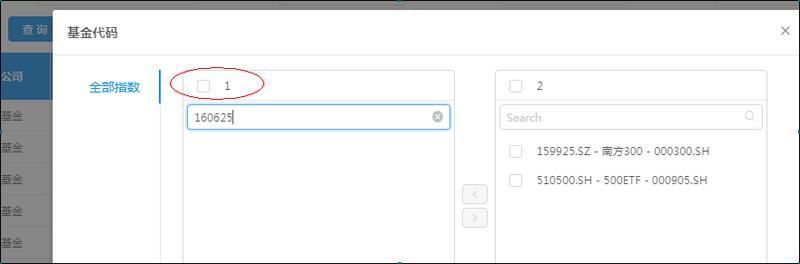 查 询
基金代码
公司
全部指数
1
2
160625
Search
基金
159925.SZ - 南方300 - 000300.SH
基金
510500.SH - 500ETF - 000905.SH
基金
基金
基金